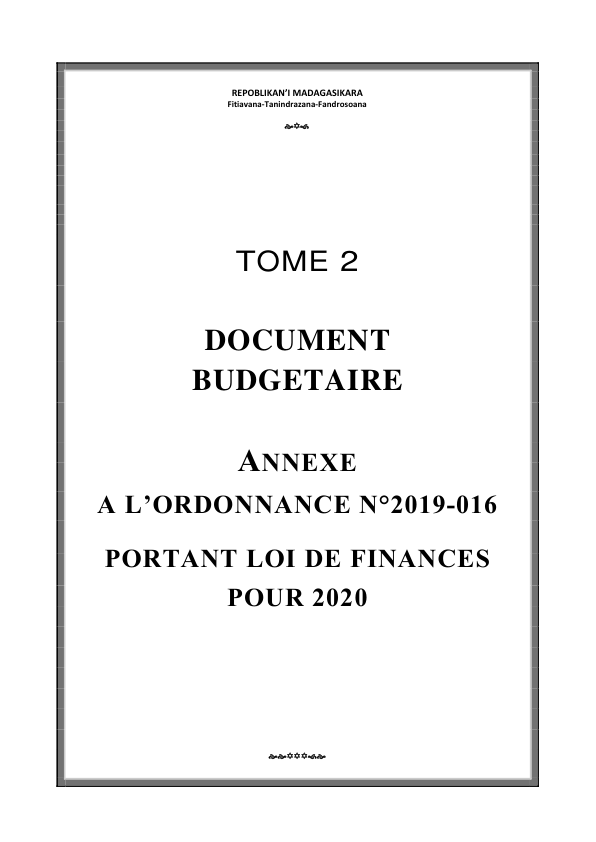 REPOBLIKAN’I MADAGASIKARA
Fitiavana-Tanindrazana-Fandrosoana
TOME 2
DOCUMENT
BUDGETAIRE
ANNEXE
A L’ORDONNANCE N°2019-016
PORTANT LOI DE FINANCES
POUR 2020